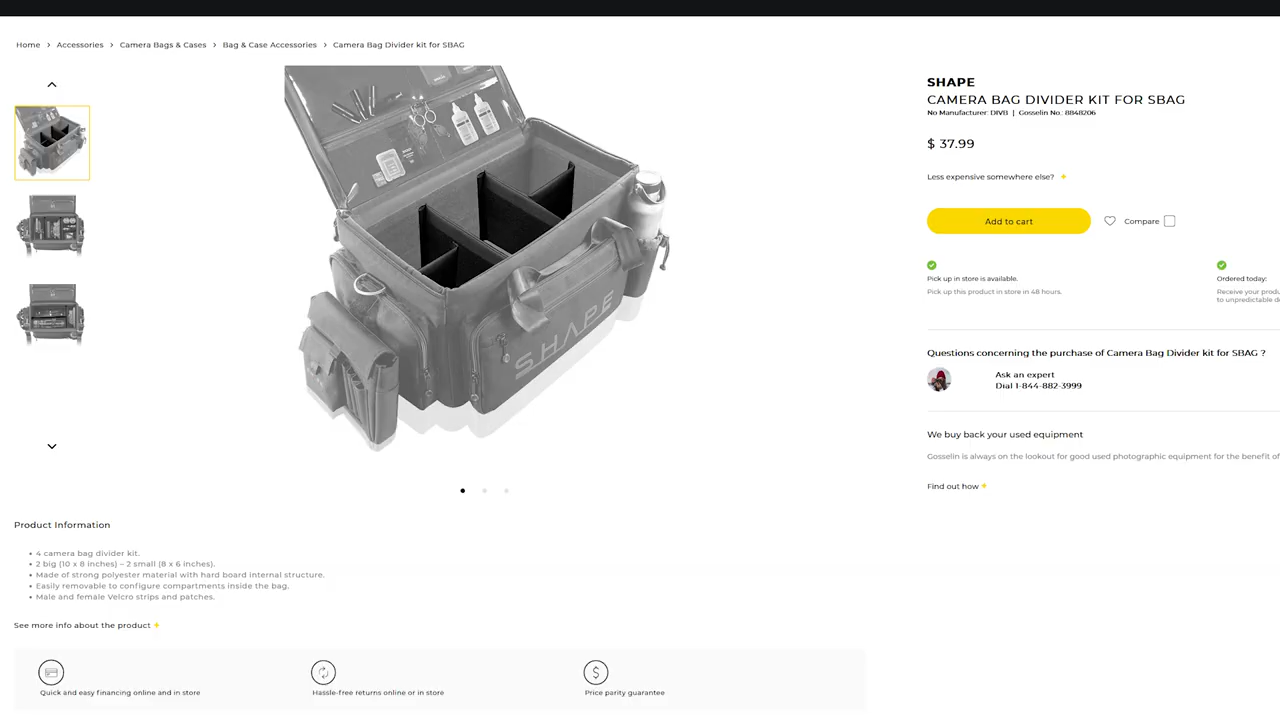 Home > Accessories > Camera Bags & Cases > Bag & Case Accessories > Camera Bag Divider kit for SBAG
SHAPE
SHAPE
CAMERA BAG DIVIDER KIT FOR SBAG
No Manufacturer: DIVB | Gosselin No.: 8848206
$ 37.99
Less expensive somewhere else?
Add to cart
Compare
Pick up in store is available.
Pick up this product in store in 48 hours.
Ordered today:
Receive your
to unpredictable
Questions concerning the purchase of Camera Bag Divider kit for SBAG ?
Ask an expert
Dial 1-844-882-3999
We buy back your used equipment
Gosselin is always on the lookout for good used photographic equipment for the benefit of
Find out how
Product Information
• 4 camera bag divider kit.
• 2 big (10 x 8 inches) – 2 small (8 x 6 inches).
• Made of strong polyester material with hard board internal structure.
• Easily removable to configure compartments inside the bag.
• Male and female Velcro strips and patches.
See more info about the product
Quick and easy financing online and in store
Hassle-free returns online or in store
Price parity guarantee